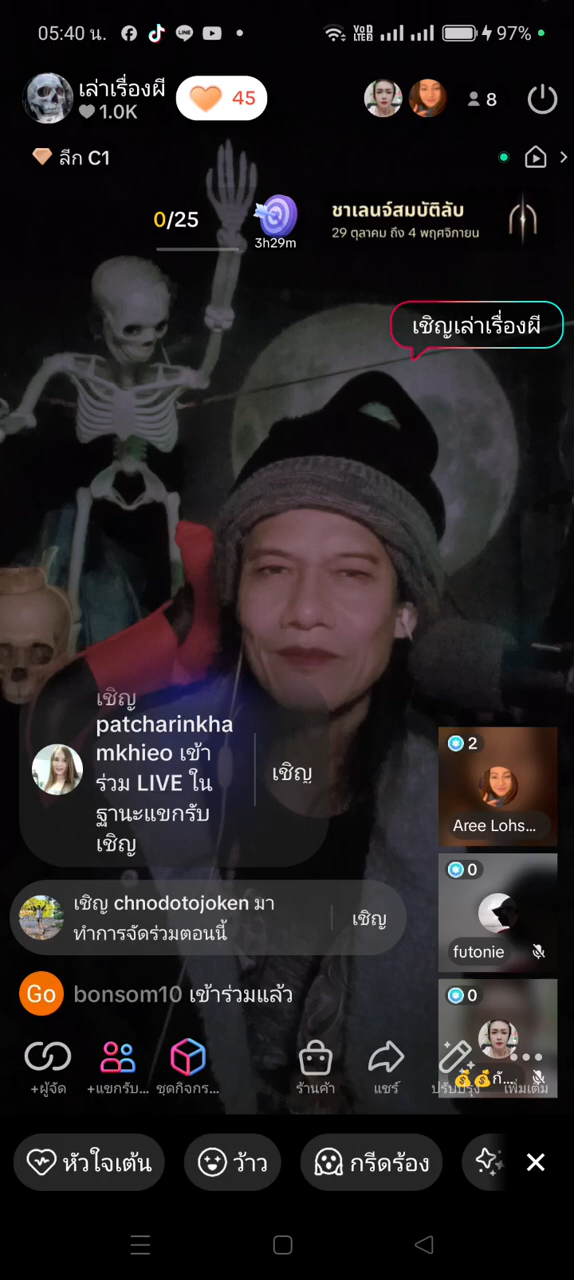 05:40 น.
VoD LTE2
97%
เล่าเรื่องผี
1.0K
45
8
ลีก C1
0/25
3h29m
ชาเลนจ์สมบัติลับ
29 ตุลาคม ถึง 4 พฤศจิกายน
เชิญเล่าเรื่องผี
เชิญ
patcharinkha
mkhieo เข้า
ร่วม LIVE ใน
ฐานะแขกรับ
เชิญ
เชิญ
2
Aree Lohs...
เชิญ chnodotojoken มา
ทำการจัดร่วมตอนนี้
เชิญ
0
futonie
Go bonsom10 เข้าร่วมแล้ว
0
💰💰กั...
+ผู้จัด
+แขกรับ...
ชุดกิจกร...
ร้านค้า
แชร์
ปรับปรุง
เพิ่มเติม
หัวใจเต้น
ว้าว
กรีดร้อง